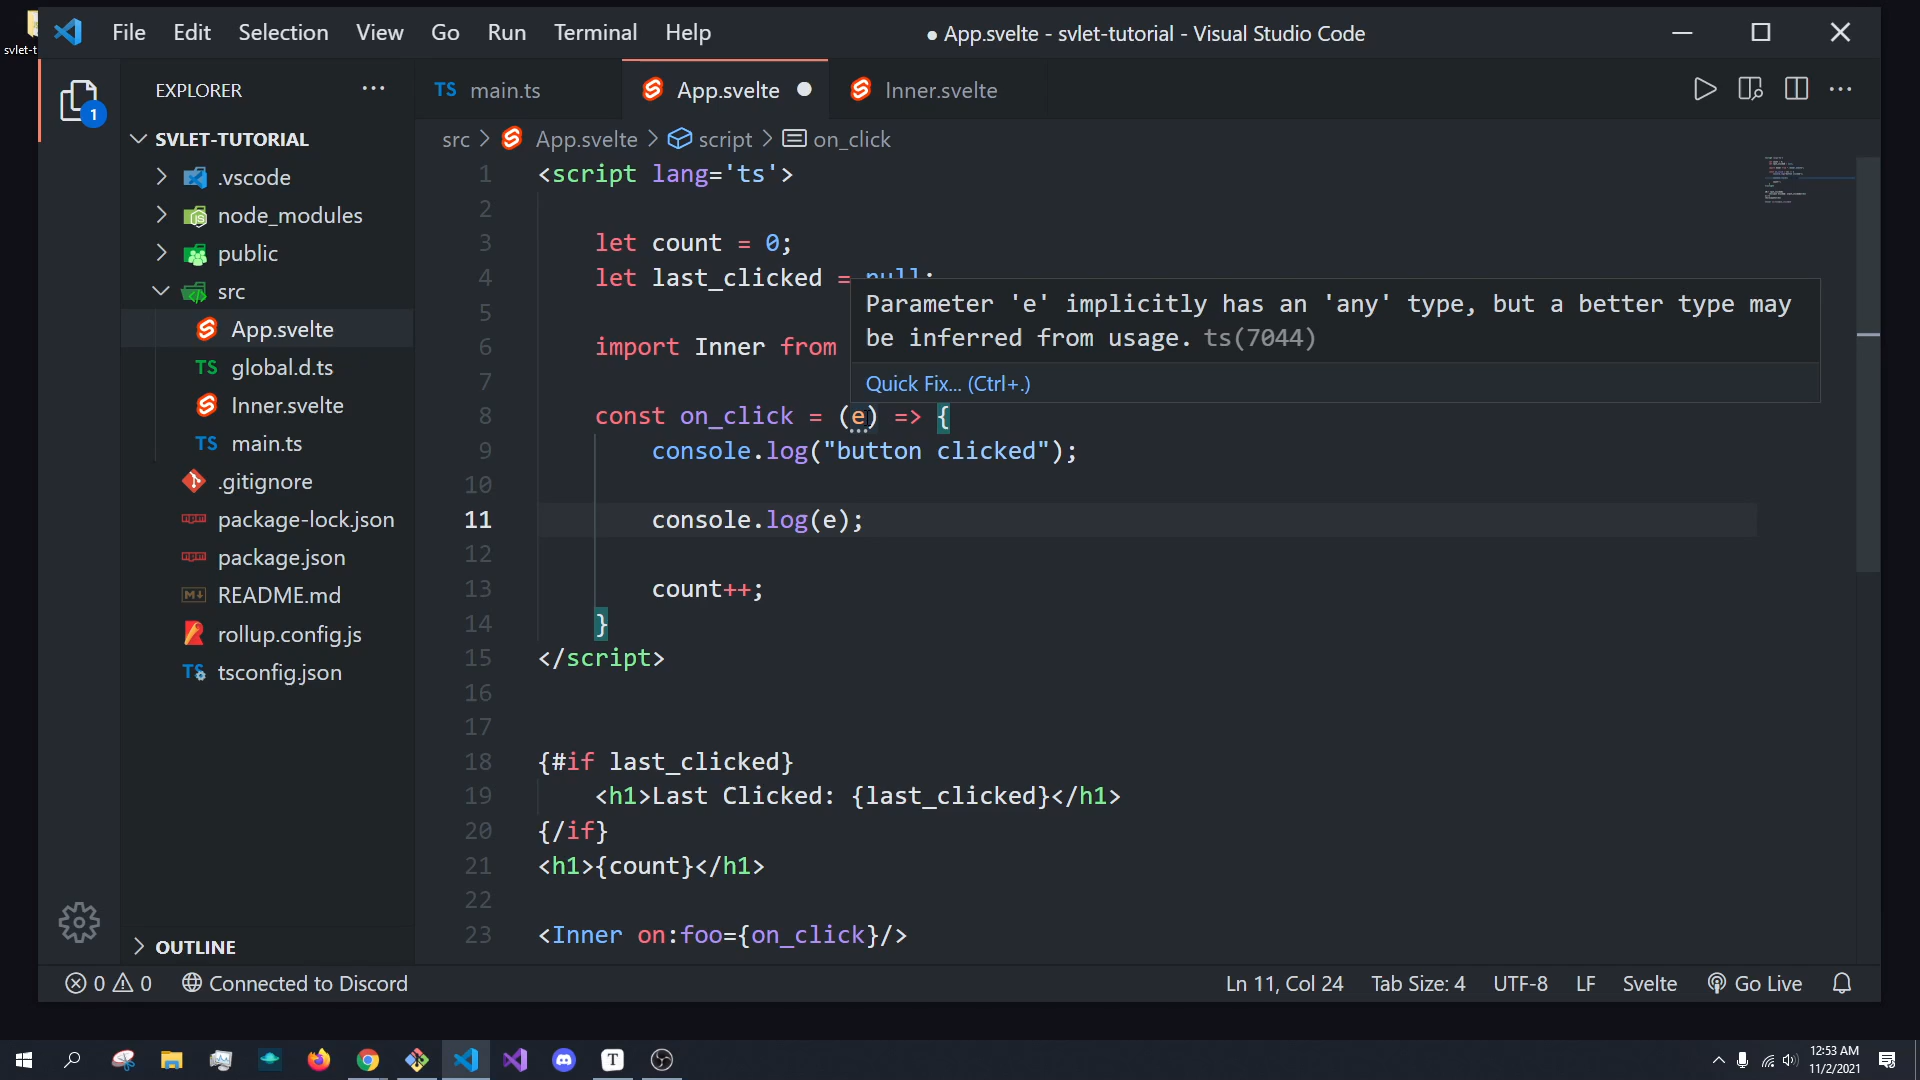 svlet-t
File Edit Selection View Go Run Terminal Help
● App.svelte - svlet-tutorial - Visual Studio Code
1
EXPLORER
SVLET-TUTORIAL
.vscode
node_modules
public
src
App.svelte
TS global.d.ts
Inner.svelte
TS main.ts
.gitignore
package-lock.json
package.json
README.md
rollup.config.js
TS tsconfig.json
OUTLINE
TS main.ts App.svelte Inner.svelte
src > App.svelte > script > on_click
1 <script lang='ts'>
2
3 let count = 0;
4 let last_clicked = null;
5
6 import Inner from
7
8 const on_click = (e) => {
9 console.log("button clicked");
10
11 console.log(e);
12
13 count++;
14 }
15 </script>
16
17
18 {#if last_clicked}
19 <h1>Last Clicked: {last_clicked}</h1>
20 {/if}
21 <h1>{count}</h1>
22
23 <Inner on:foo={on_click}/>
Parameter 'e' implicitly has an 'any' type, but a better type may
be inferred from usage. ts(7044)
Quick Fix... (Ctrl+.)
0 0 Connected to Discord Ln 11, Col 24 Tab Size: 4 UTF-8 LF Svelte Go Live
T
12:53 AM
11/2/2021